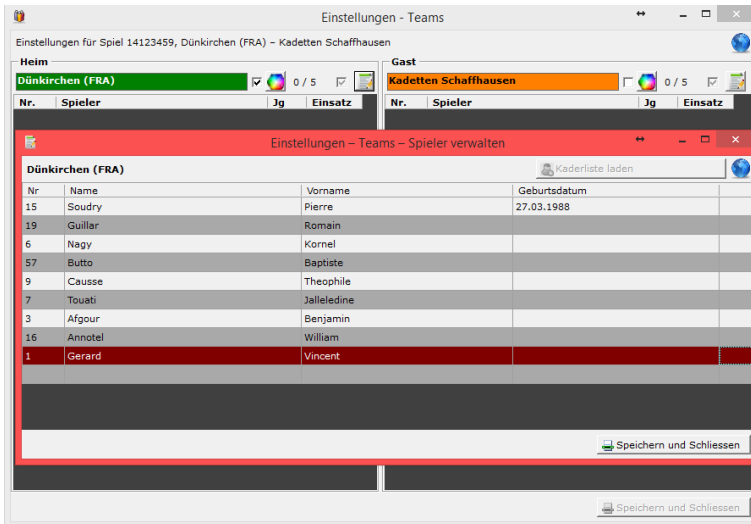 Einstellungen - Teams
Einstellungen für Spiel 14123459, Dünkirchen (FRA) – Kadetten Schaffhausen
Heim Gast
Dünkirchen (FRA) 0 / 5 Kadetten Schaffhausen 0 / 5
Nr. Spieler Jg Einsatz Nr. Spieler Jg Einsatz
Einstellungen – Teams – Spieler verwalten
Dünkirchen (FRA) Kaderliste laden
Nr Name Vorname Geburtsdatum
15 Soudry Pierre 27.03.1988
19 Guillar Romain
6 Nagy Kornel
57 Butto Baptiste
9 Causse Theophile
7 Touati Jalleledine
3 Afgour Benjamin
16 Annotel William
1 Gerard Vincent
Speichern und Schliessen
Speichern und Schliessen